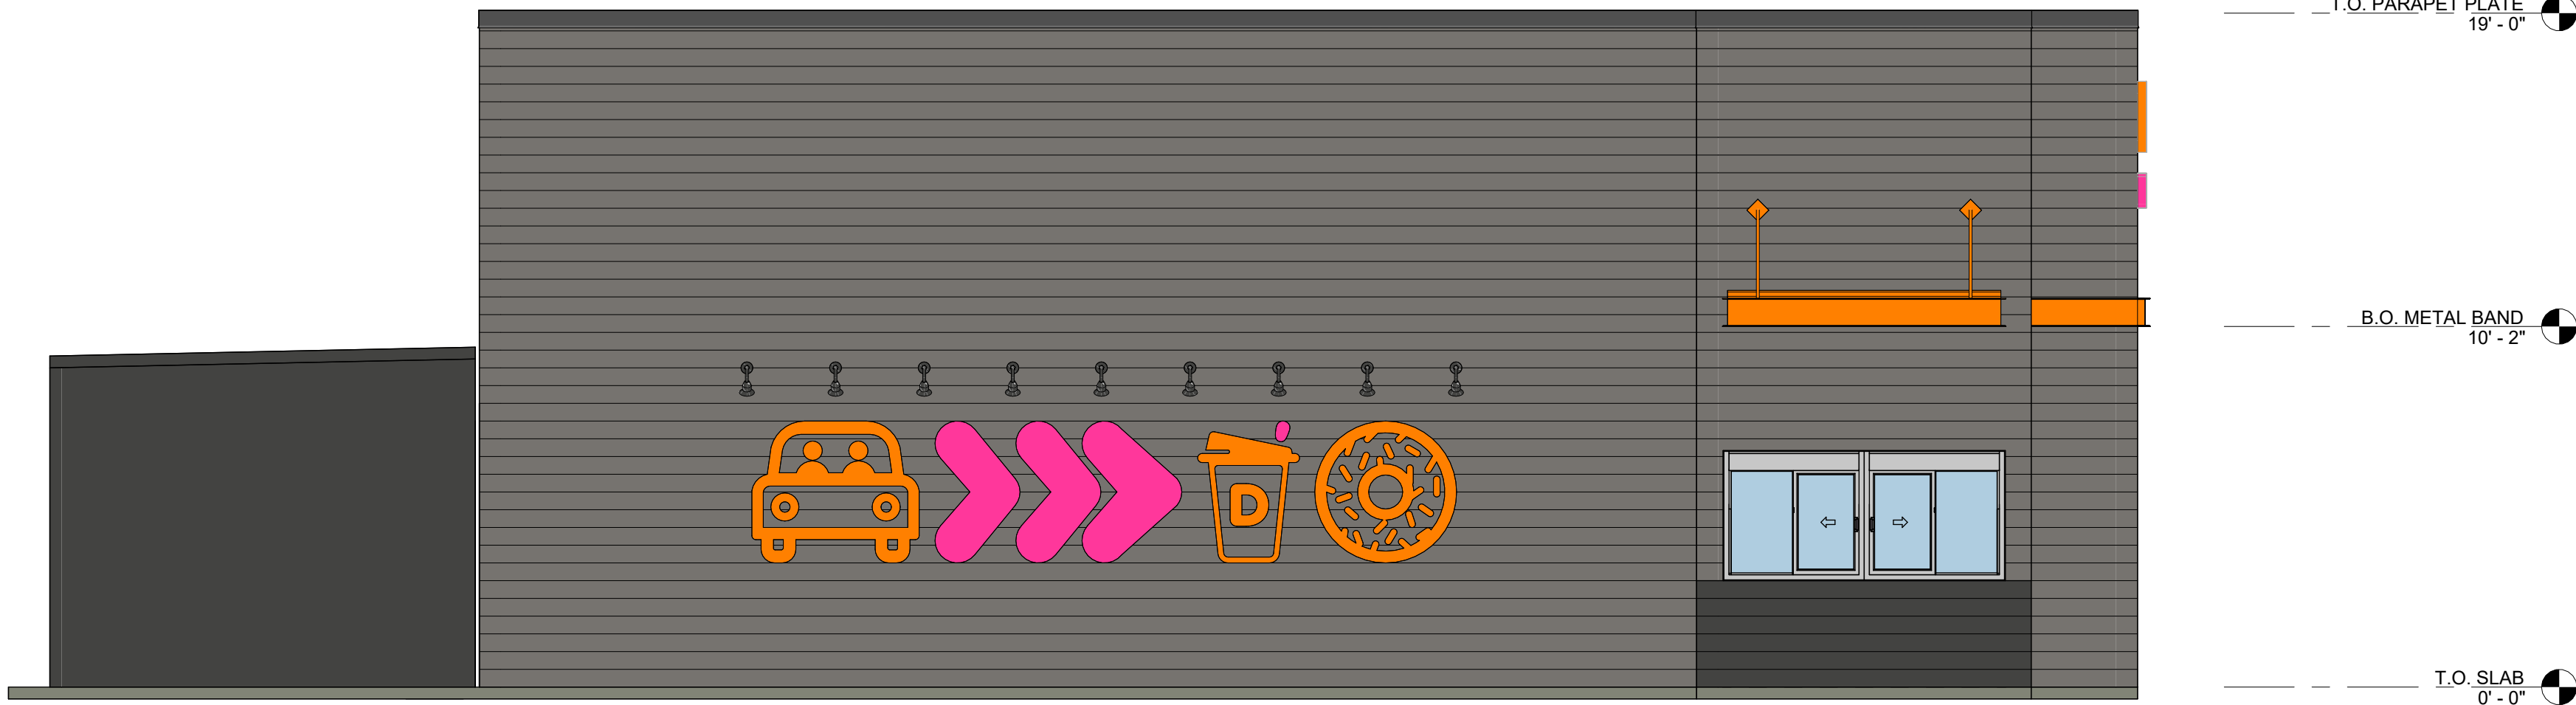 T.O. PARAPET PLATE
19' - 0"
B.O. METAL BAND
10' - 2"
D
T.O. SLAB
0' - 0"